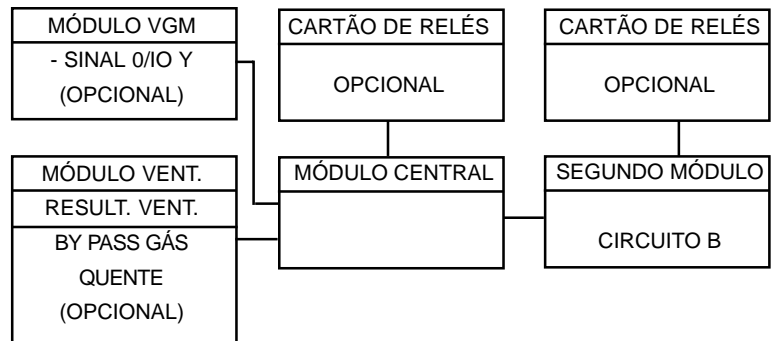 MÓDULO VGM
- SINAL 0/IO Y
(OPCIONAL)
CARTÃO DE RELÉS
OPCIONAL
CARTÃO DE RELÉS
OPCIONAL
MÓDULO VENT.
RESULT. VENT.
BY PASS GÁS
QUENTE
(OPCIONAL)
MÓDULO CENTRAL
SEGUNDO MÓDULO
CIRCUITO B